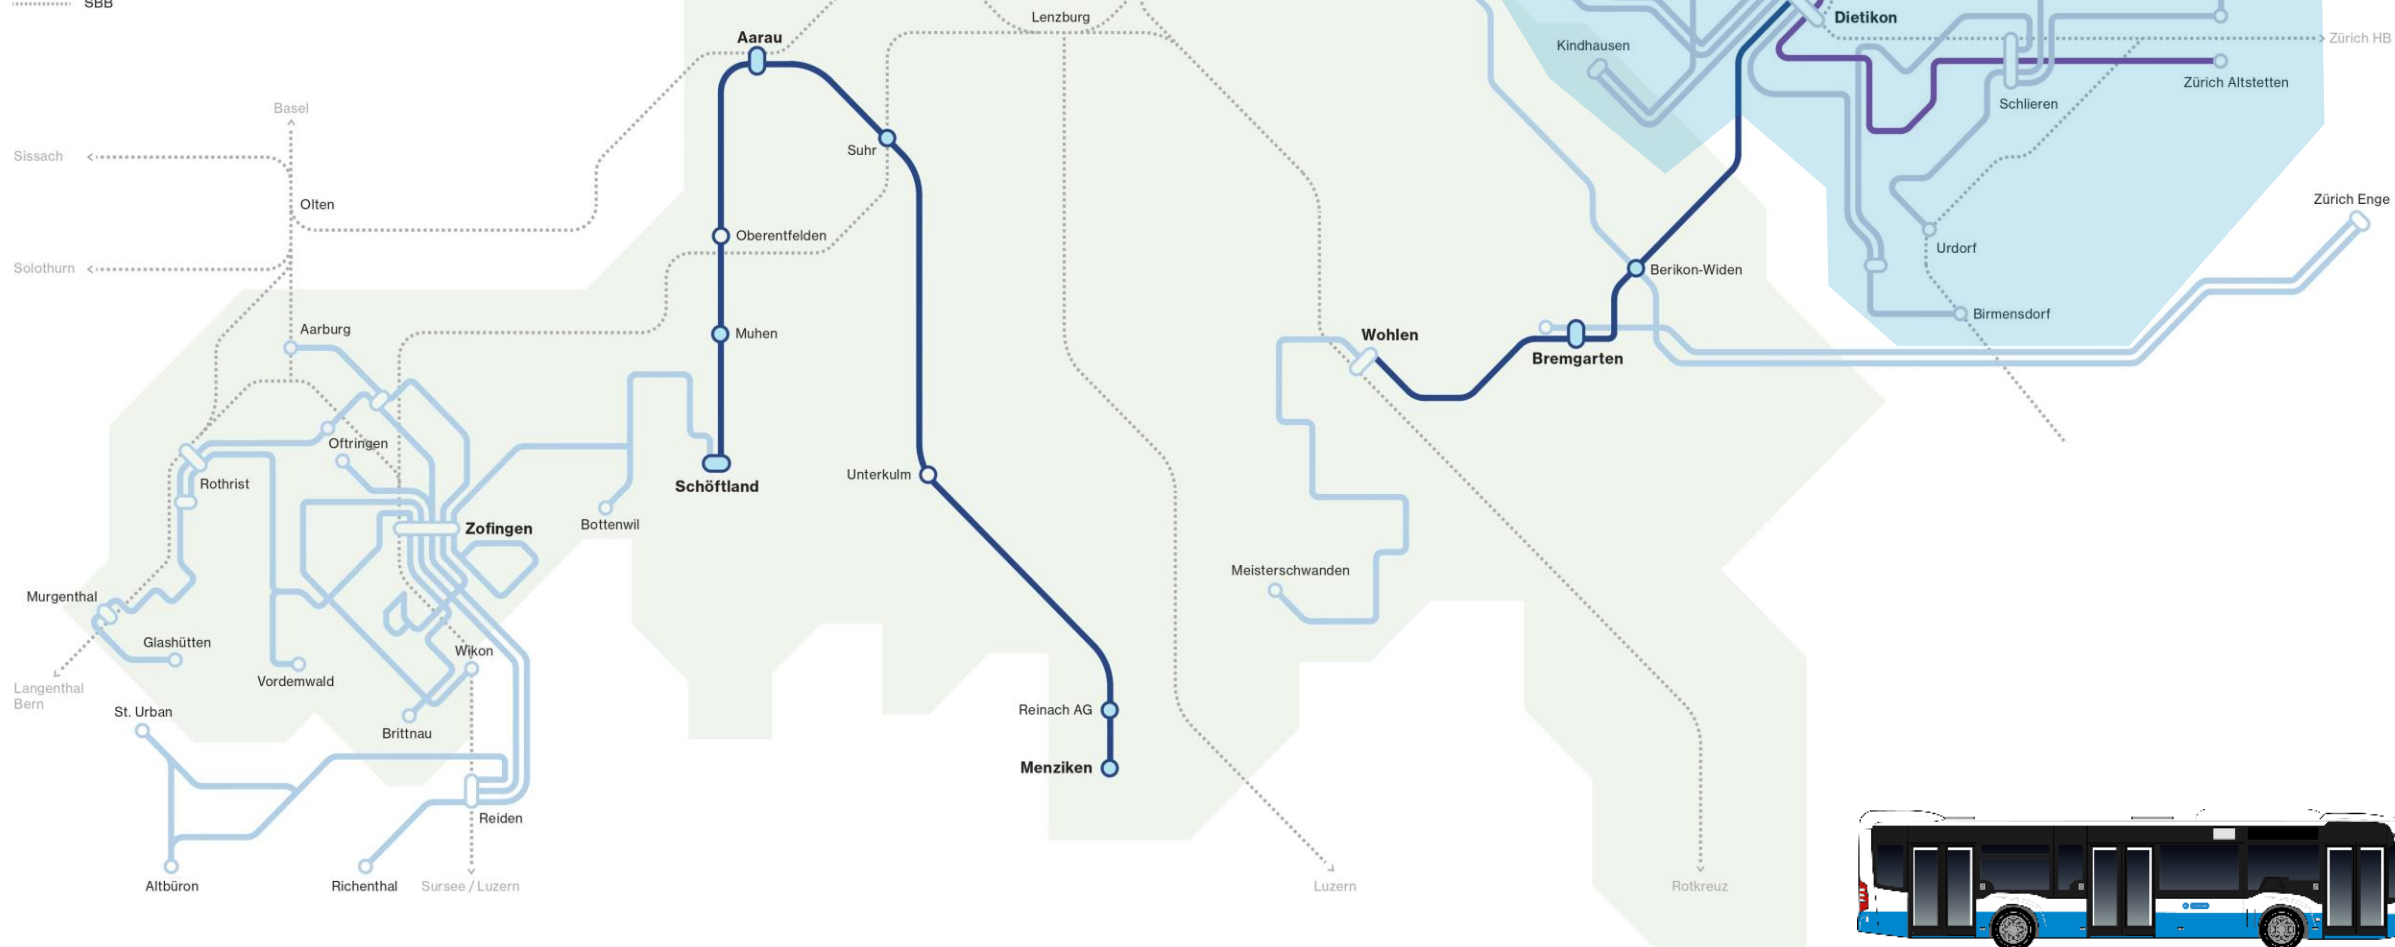 SBB
Lenzburg
Dietikon
Aarau
Kindhausen
Zürich HB
Zürich Altstetten
Schlieren
Basel
Suhr
Sissach
Olten
Zürich Enge
Oberentfelden
Urdorf
Solothurn
Berikon-Widen
Birmensdorf
Aarburg
Muhen
Wohlen
Bremgarten
Oftringen
Unterkulm
Rothrist
Schöftland
Bottenwil
Zofingen
Meisterschwanden
Murgenthal
Glashütten
Wikon
Vordemwald
Langenthal
Bern
St. Urban
Reinach AG
Brittnau
Menziken
Reiden
Altbüron
Richenthal
Sursee / Luzern
Luzern
Rotkreuz